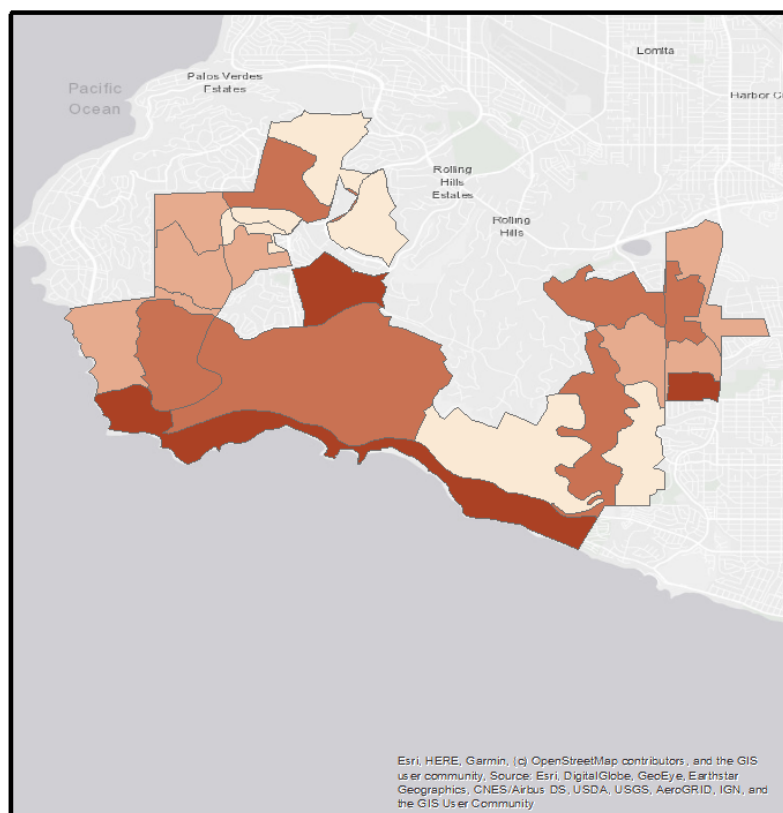 Lomita
Palos Verdes
Estates
Pacific
Ocean
Harbor C
Rolling
Hills
Estates
Rolling
Hills
Esri, HERE, Garmin, (c) OpenStreetMap contributors, and the GIS
user community, Source: Esri, DigitalGlobe, GeoEye, Earthstar
Geographics, CNES/Airbus DS, USDA, USGS, AeroGRID, IGN, and
the GIS User Community